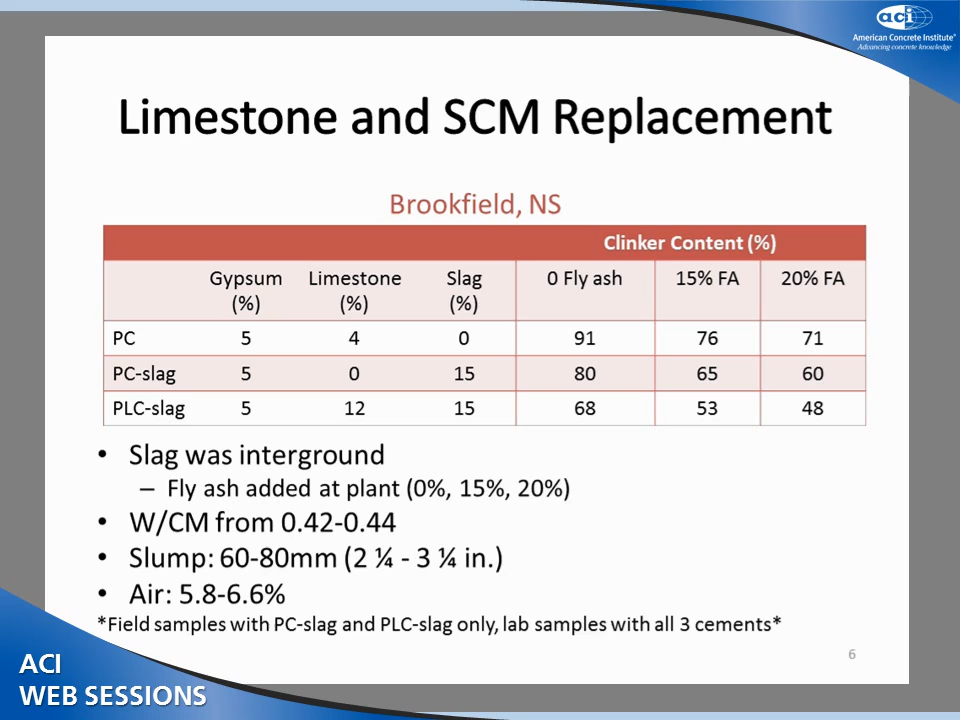 aci
American Concrete Institute®
Advancing concrete knowledge
Limestone and SCM Replacement
Brookfield, NS
Clinker Content (%)
Gypsum (%) Limestone (%) Slag (%) 0 Fly ash 15% FA 20% FA
PC 5 4 0 91 76 71
PC-slag 5 0 15 80 65 60
PLC-slag 5 12 15 68 53 48
• Slag was interground
– Fly ash added at plant (0%, 15%, 20%)
• W/CM from 0.42-0.44
• Slump: 60-80mm (2 ¼ - 3 ¼ in.)
• Air: 5.8-6.6%
*Field samples with PC-slag and PLC-slag only, lab samples with all 3 cements*
6
ACI
WEB SESSIONS